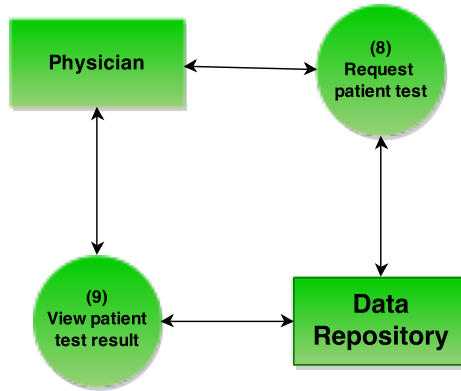 Physician
(8)
Request
patient test
(9)
View patient
test result
Data
Repository